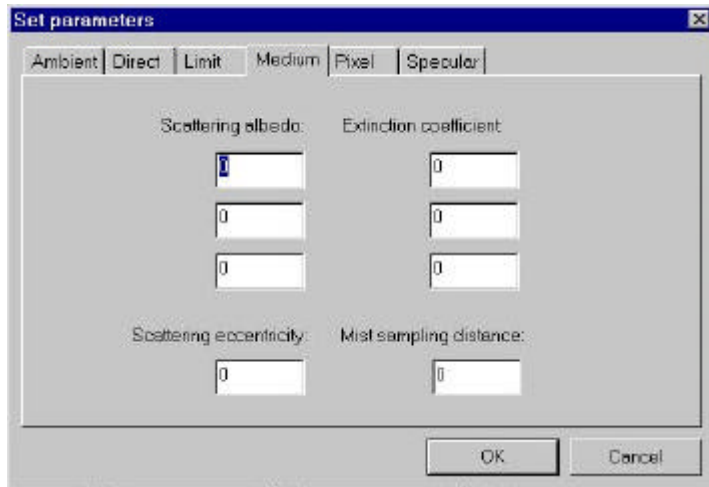 Set parameters
Ambient Direct Limit Medium Pixel Specular
Scattering albedo: Extinction coefficient
0 0
0 0
0 0
Scattering eccentricity: Mist sampling distance:
0 0
OK Cancel